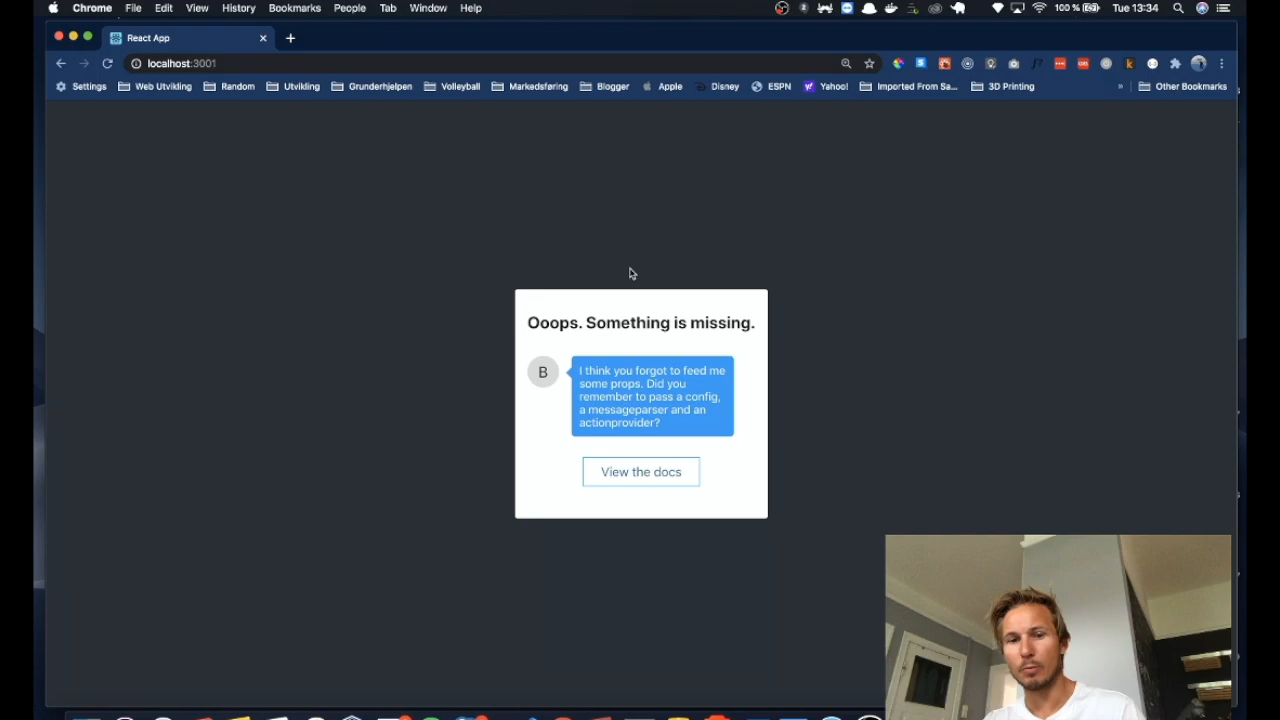 Chrome File Edit View History Bookmarks People Tab Window Help 100 % Tue 13:34
React App
localhost:3001
Settings Web Utvikling Random Utvikling Grunderhjelpen Volleyball Markedsføring Blogger Apple Disney ESPN Yahoo! Imported From Sa... 3D Printing » Other Bookmarks
Ooops. Something is missing.
B
I think you forgot to feed me
some props. Did you
remember to pass a config,
a messageparser and an
actionprovider?
View the docs